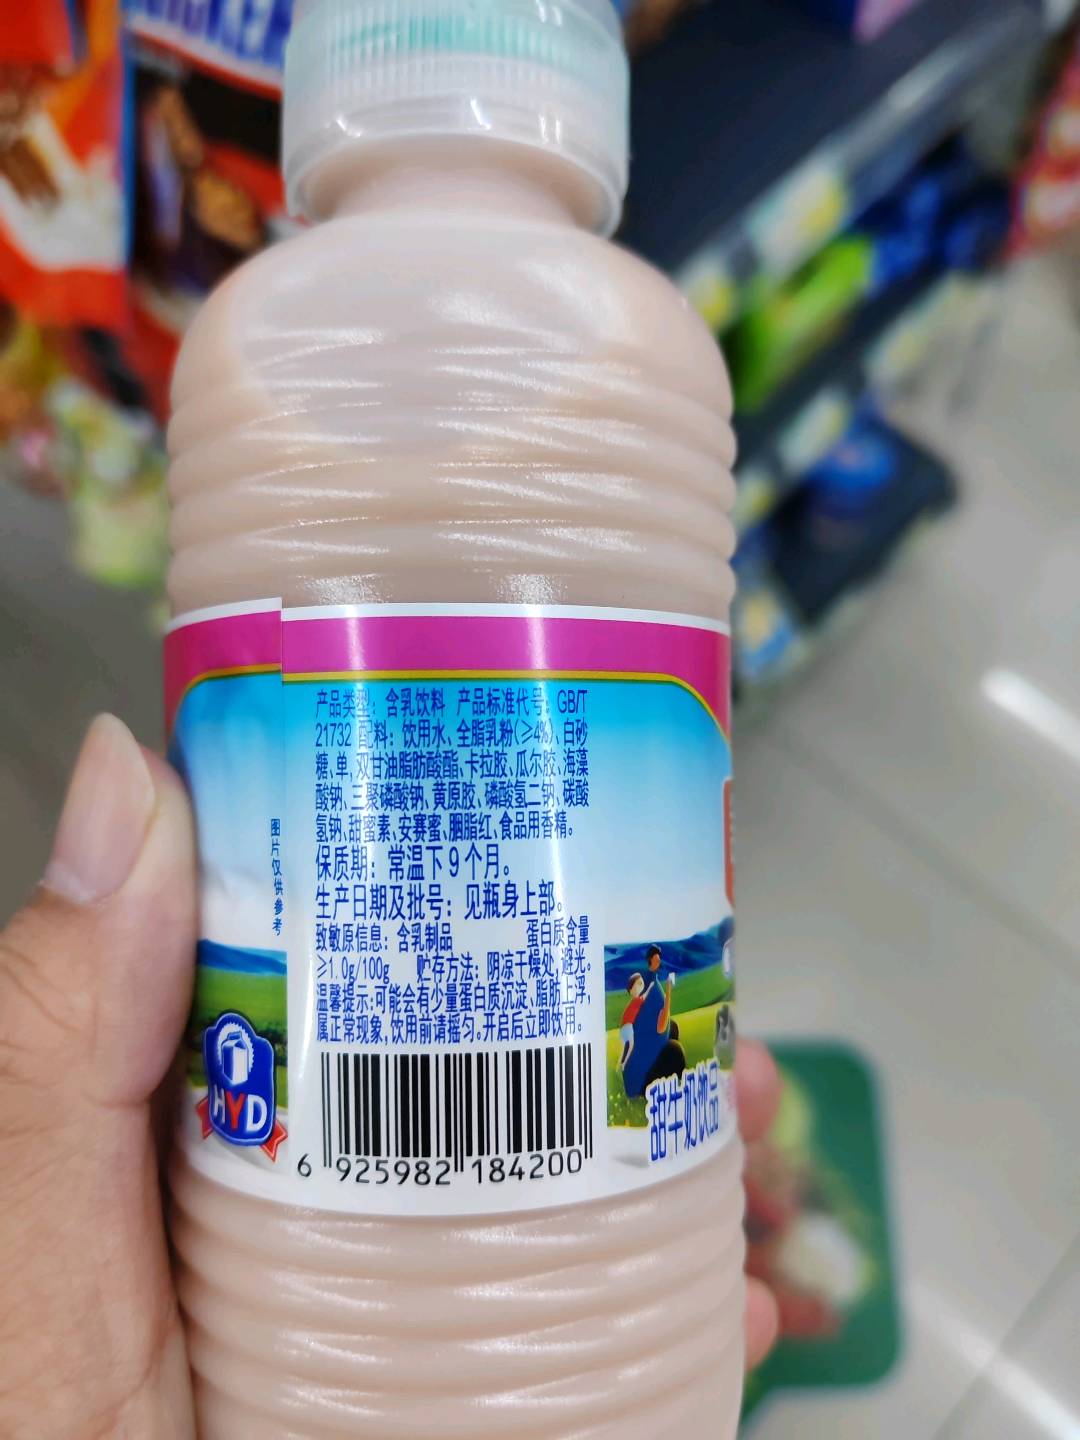 产品类型：含乳饮料 产品标准代号：GB/T
21732 配料：饮用水、全脂乳粉(≥4%)、白砂
糖、单,双甘油脂肪酸酯、卡拉胶、瓜尔胶、海藻
酸钠、三聚磷酸钠、黄原胶、磷酸氢二钠、碳酸
氢钠、甜蜜素、安赛蜜、胭脂红、食品用香精。
保质期：常温下9个月。
生产日期及批号：见瓶身上部。
致敏原信息：含乳制品 蛋白质含量
≥1.0g/100g 贮存方法：阴凉干燥处,避光。
温馨提示:可能会有少量蛋白质沉淀、脂肪上浮,
属正常现象,饮用前请摇匀。开启后立即饮用。
6 925982 184200
图片仅供参考
HYD
甜牛奶饮品